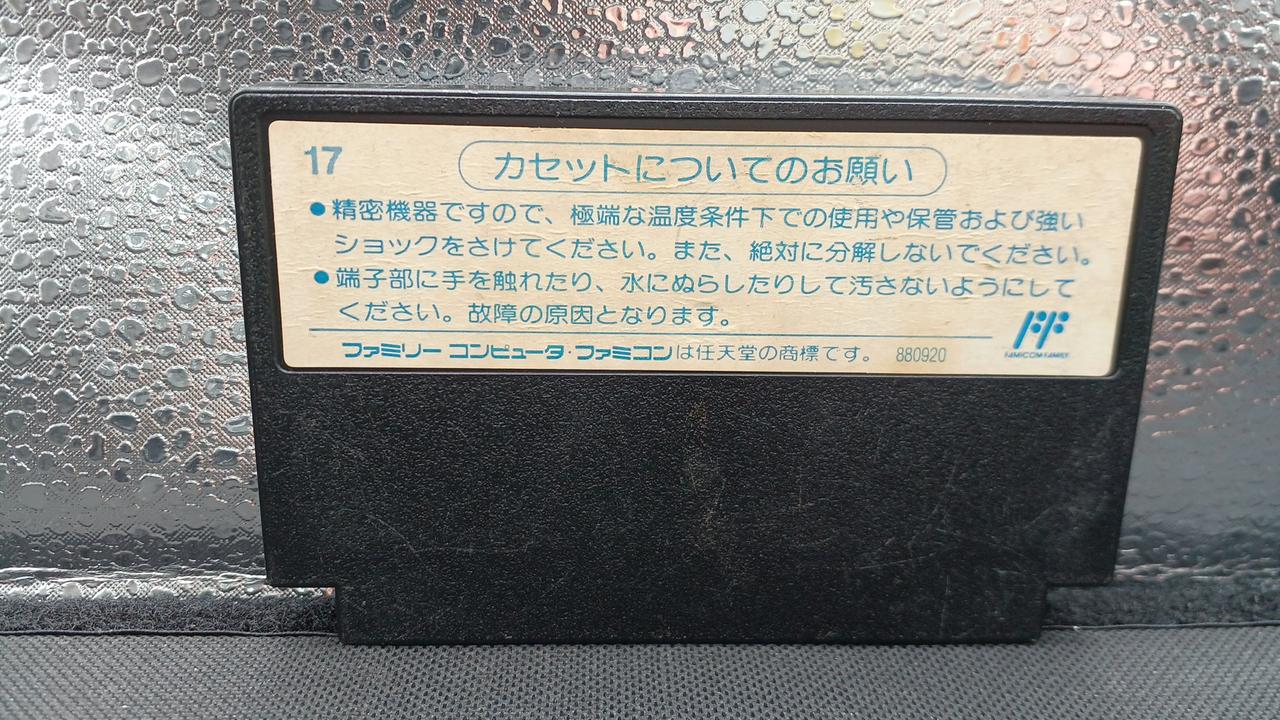 17
カセットについてのお願い
●精密機器ですので、極端な温度条件下での使用や保管および強い
ショックをさけてください。また、絶対に分解しないでください。
●端子部に手を触れたり、水にぬらしたりして汚さないようにして
ください。故障の原因となります。
ファミリー コンピュータ・ファミコンは任天堂の商標です。 880920
FF
FAMICOM FAMILY